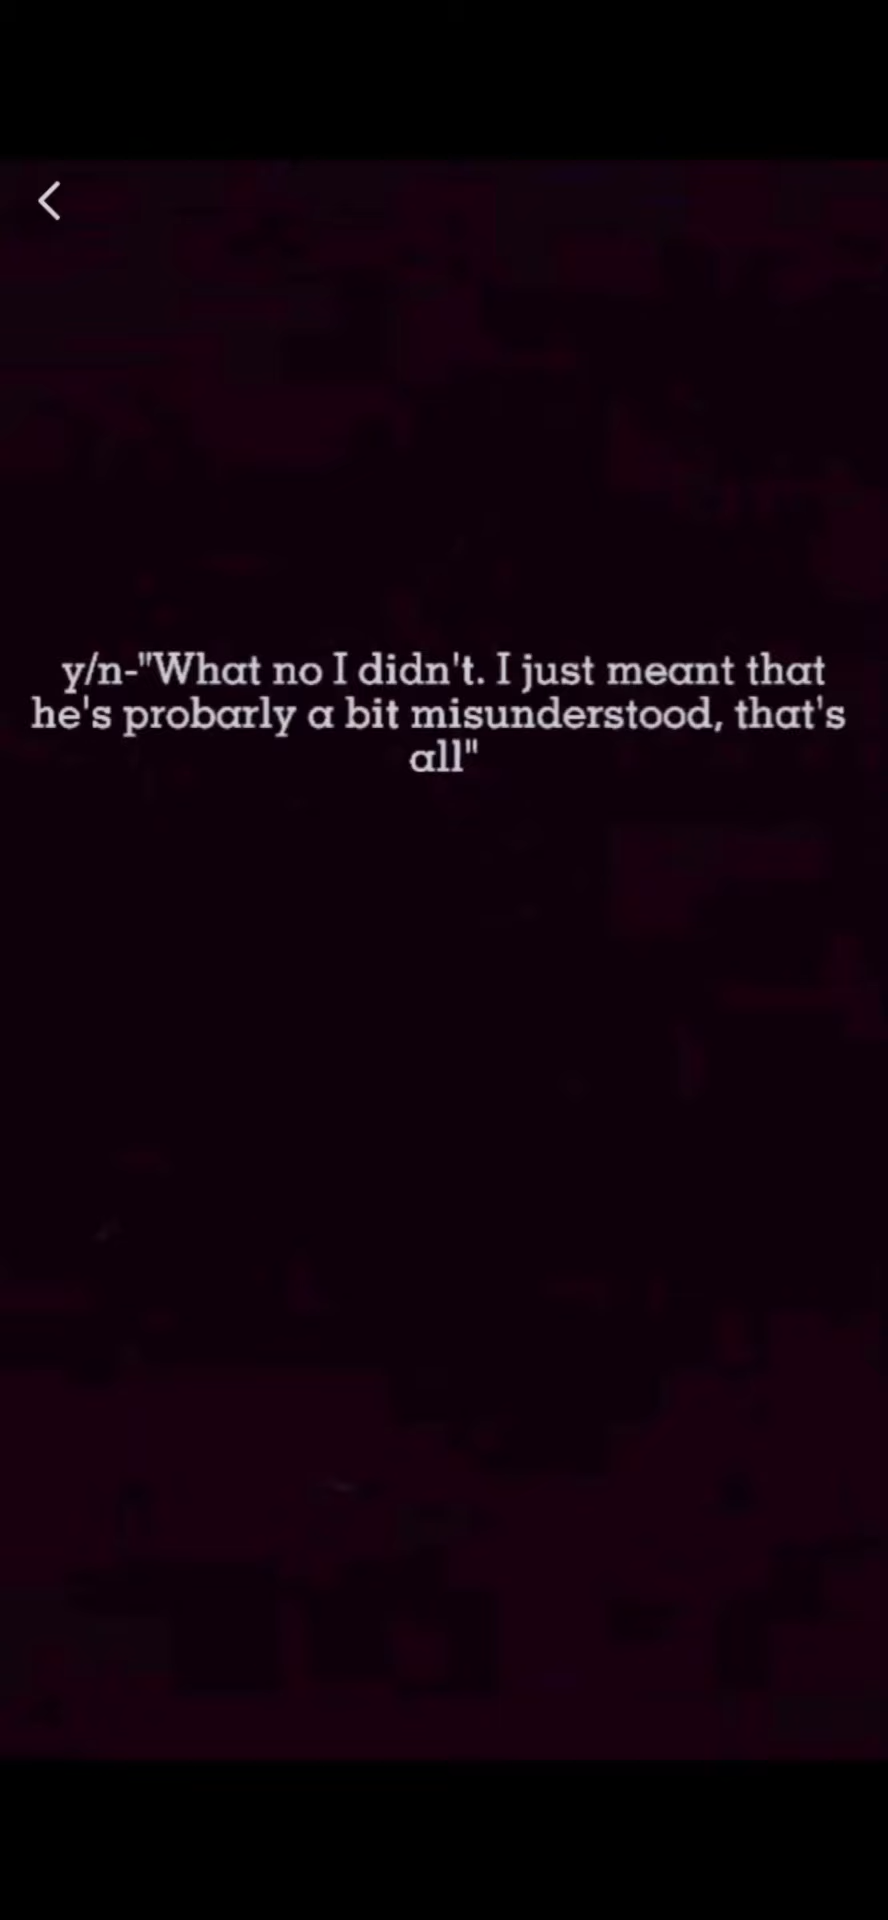 y/n-"What no I didn't. I just meant that
he's probarly a bit misunderstood, that's
all"